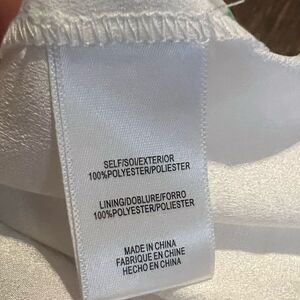 SELF/SOI/EXTERIOR
100%POLYESTER/POLIESTER
LINING/DOBLURE/FORRO
100%POLYESTER/POLIESTER
MADE IN CHINA
FABRIQUE EN CHINE
HECHO EN CHINA